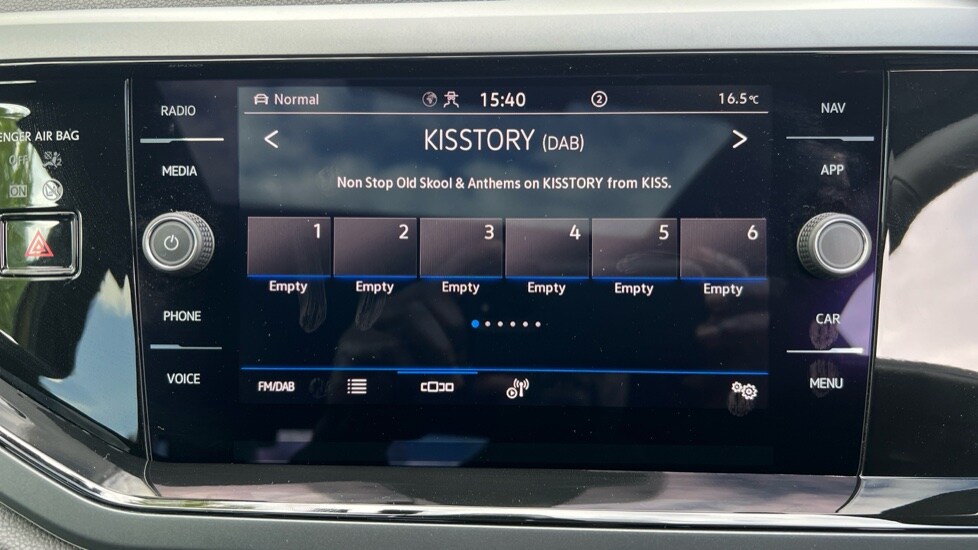 ENGER AIR BAG
OFF
ON
RADIO
MEDIA
PHONE
VOICE
Normal 15:40 2 16.5°C
< KISSTORY (DAB) >
Non Stop Old Skool & Anthems on KISSTORY from KISS.
1 2 3 4 5 6
Empty Empty Empty Empty Empty Empty
FM/DAB
NAV
APP
CAR
MENU